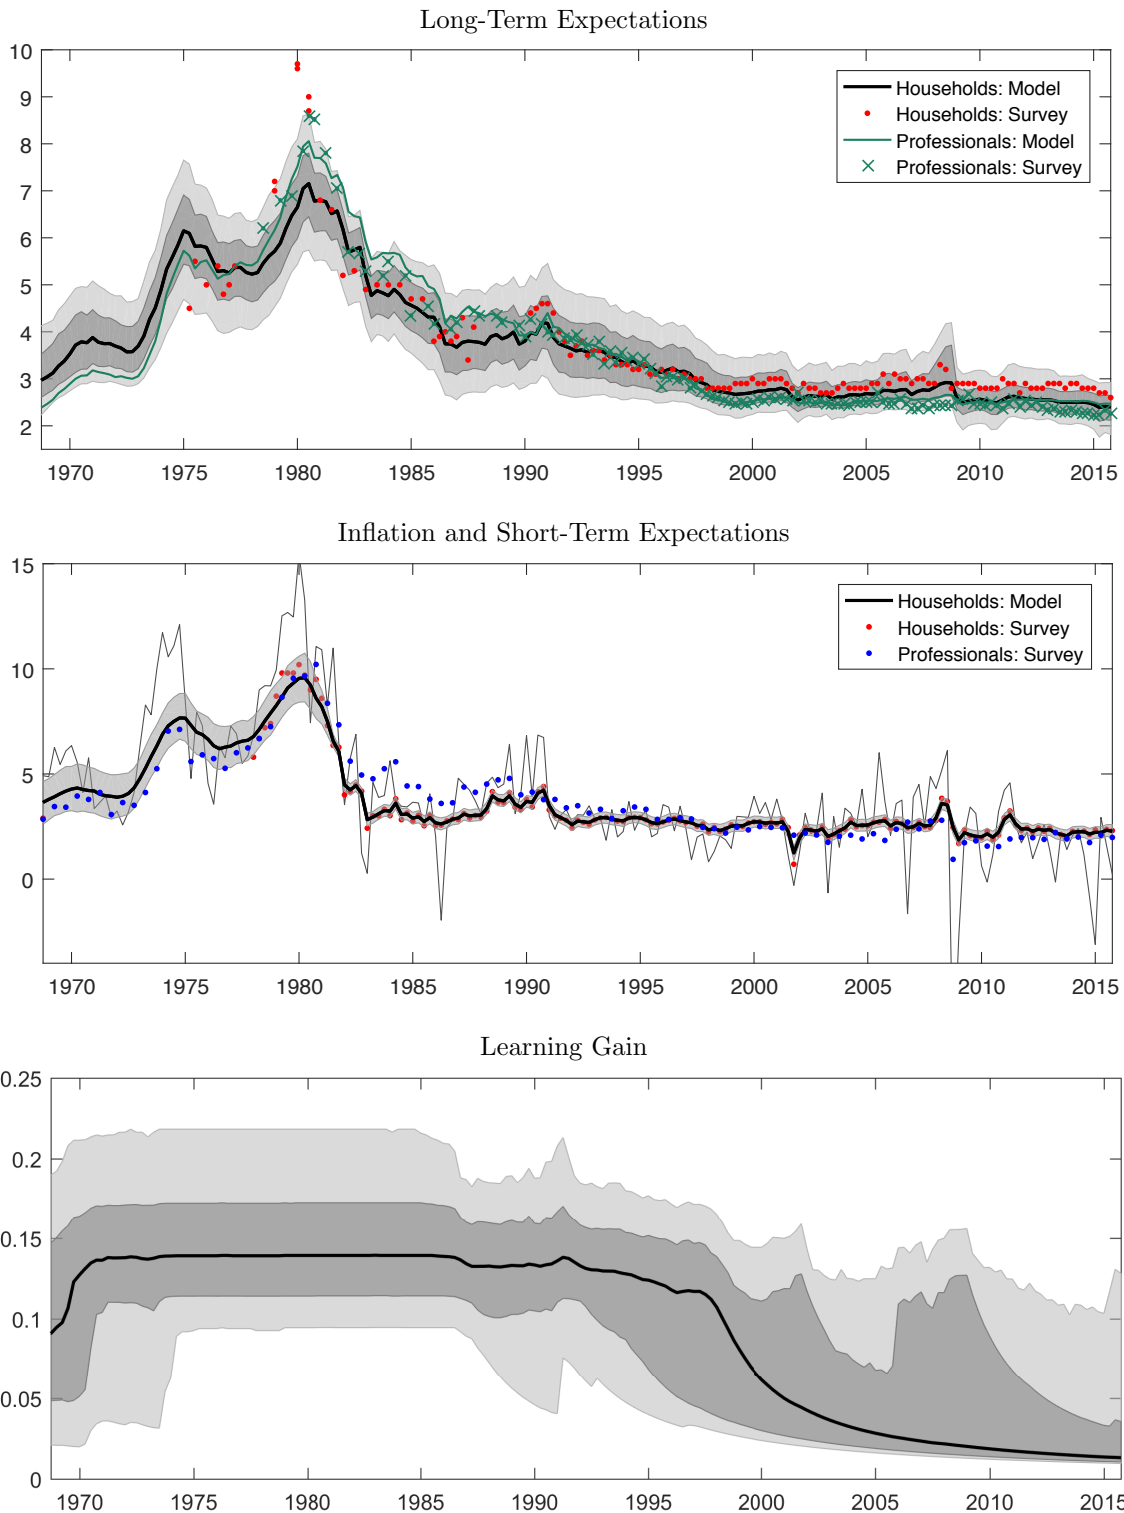 Long-Term Expectations
10
9
8
7
6
5
4
3
2
Households: Model
Households: Survey
Professionals: Model
Professionals: Survey
1970 1975 1980 1985 1990 1995 2000 2005 2010 2015
Inflation and Short-Term Expectations
15
10
5
0
Households: Model
Households: Survey
Professionals: Survey
1970 1975 1980 1985 1990 1995 2000 2005 2010 2015
Learning Gain
0.25
0.2
0.15
0.1
0.05
0
1970 1975 1980 1985 1990 1995 2000 2005 2010 2015